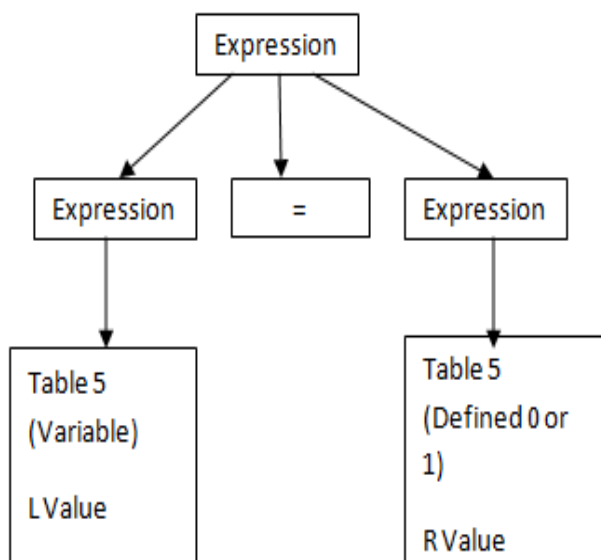 Expression
Expression
=
Expression
Table 5
(Variable)
L Value
Table 5
(Defined 0 or
1)
R Value